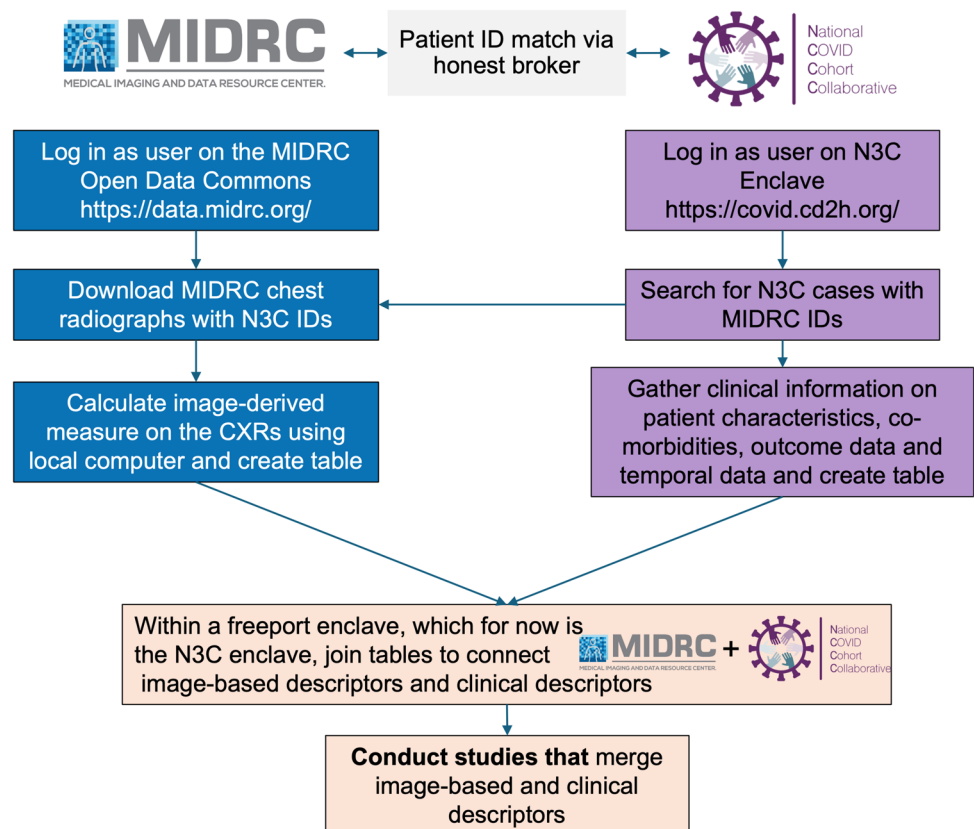 MIDRC
MEDICAL IMAGING AND DATA RESOURCE CENTER.
Patient ID match via
honest broker
National
COVID
Cohort
Collaborative
Log in as user on the MIDRC
Open Data Commons
https://data.midrc.org/
Log in as user on N3C
Enclave
https://covid.cd2h.org/
Download MIDRC chest
radiographs with N3C IDs
Search for N3C cases with
MIDRC IDs
Calculate image-derived
measure on the CXRs using
local computer and create table
Gather clinical information on
patient characteristics, co-
morbidities, outcome data and
temporal data and create table
Within a freeport enclave, which for now is
the N3C enclave, join tables to connect
image-based descriptors and clinical descriptors
MIDRC
MEDICAL IMAGING AND DATA RESOURCE CENTER.
+
National
COVID
Cohort
Collaborative
Conduct studies that merge
image-based and clinical
descriptors